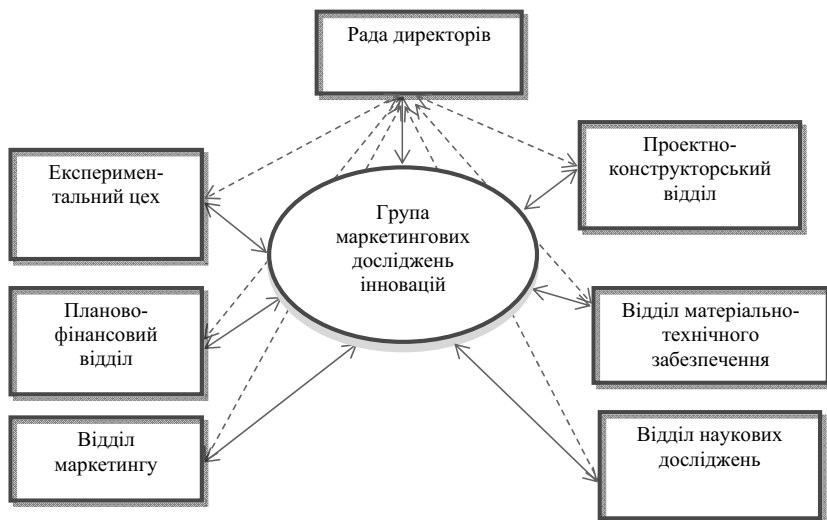 Рада директорів
Експеримен-
тальний цех
Проектно-
конструкторський
відділ
Група
маркетингових
досліджень
інновацій
Планово-
фінансовий
відділ
Відділ матеріально-
технічного
забезпечення
Відділ
маркетингу
Відділ наукових
досліджень